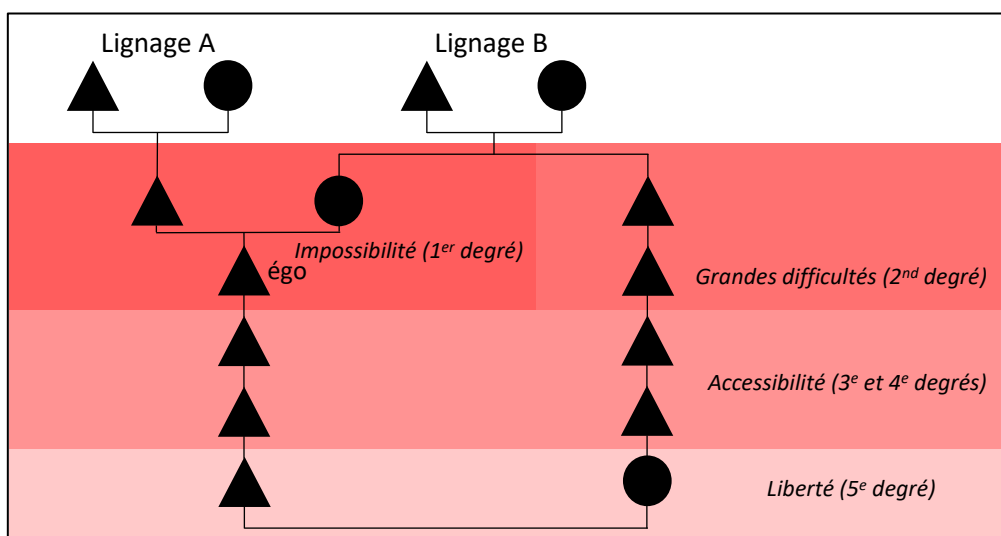 Lignage A
Lignage B
Impossibilité (1er degré)
égo
Grandes difficultés (2nd degré)
Accessibilité (3e et 4e degrés)
Liberté (5e degré)